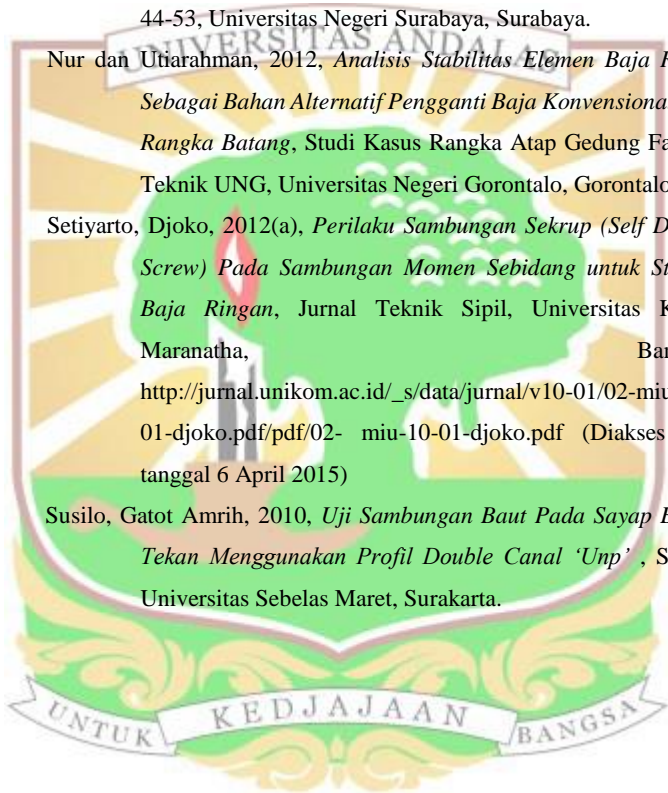 44-53, Universitas Negeri Surabaya, Surabaya.
UNIVERSITAS ANDALAS
Nur dan Utiarahman, 2012, Analisis Stabilitas Elemen Baja
Sebagai Bahan Alternatif Pengganti Baja Konvensiona
Rangka Batang, Studi Kasus Rangka Atap Gedung Fa
Teknik UNG, Universitas Negeri Gorontalo, Gorontalo
Setiyarto, Djoko, 2012(a), Perilaku Sambungan Sekrup (Self D
Screw) Pada Sambungan Momen Sebidang untuk St
Baja Ringan, Jurnal Teknik Sipil, Universitas K
Maranatha, Ban
http://jurnal.unikom.ac.id/_s/data/jurnal/v10-01/02-miu
01-djoko.pdf/pdf/02- miu-10-01-djoko.pdf (Diakses
tanggal 6 April 2015)
Susilo, Gatot Amrih, 2010, Uji Sambungan Baut Pada Sayap
Tekan Menggunakan Profil Double Canal ‘Unp’ , S
Universitas Sebelas Maret, Surakarta.
UNTUK KEDJAJAAN BANGSA